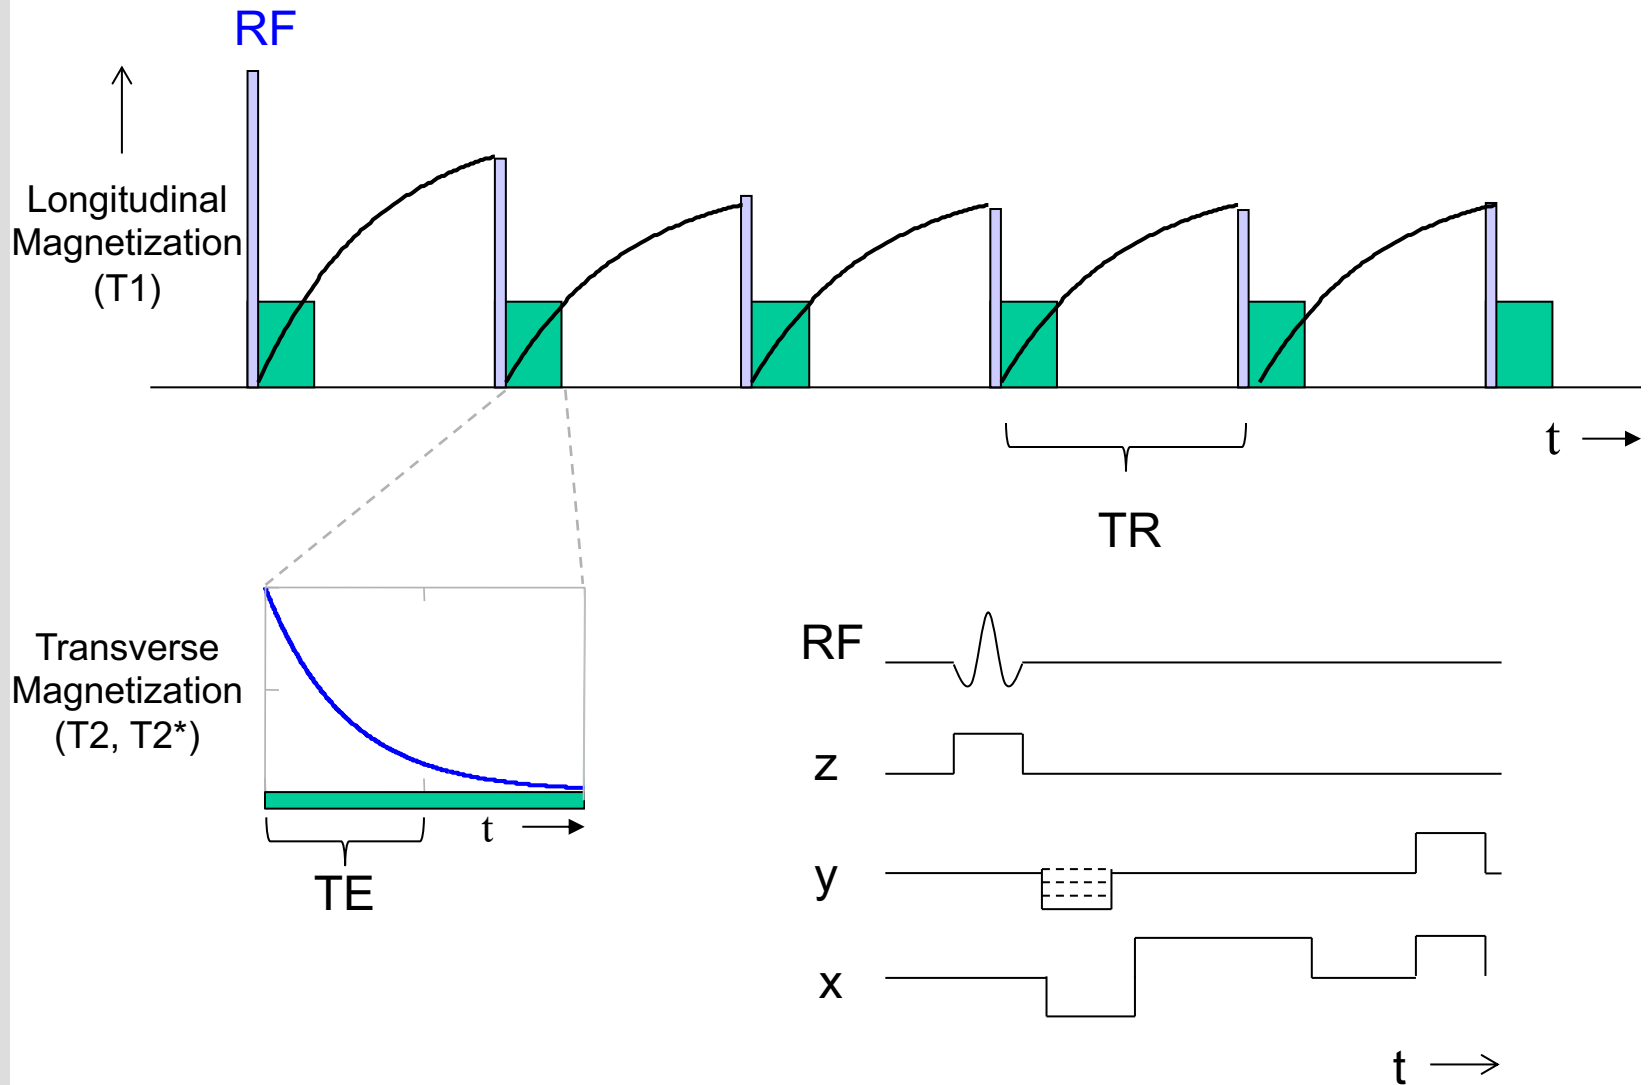 RF
Longitudinal
Magnetization
(T1)
t
TR
Transverse
Magnetization
(T2, T2*)
t
TE
RF
z
y
x
t